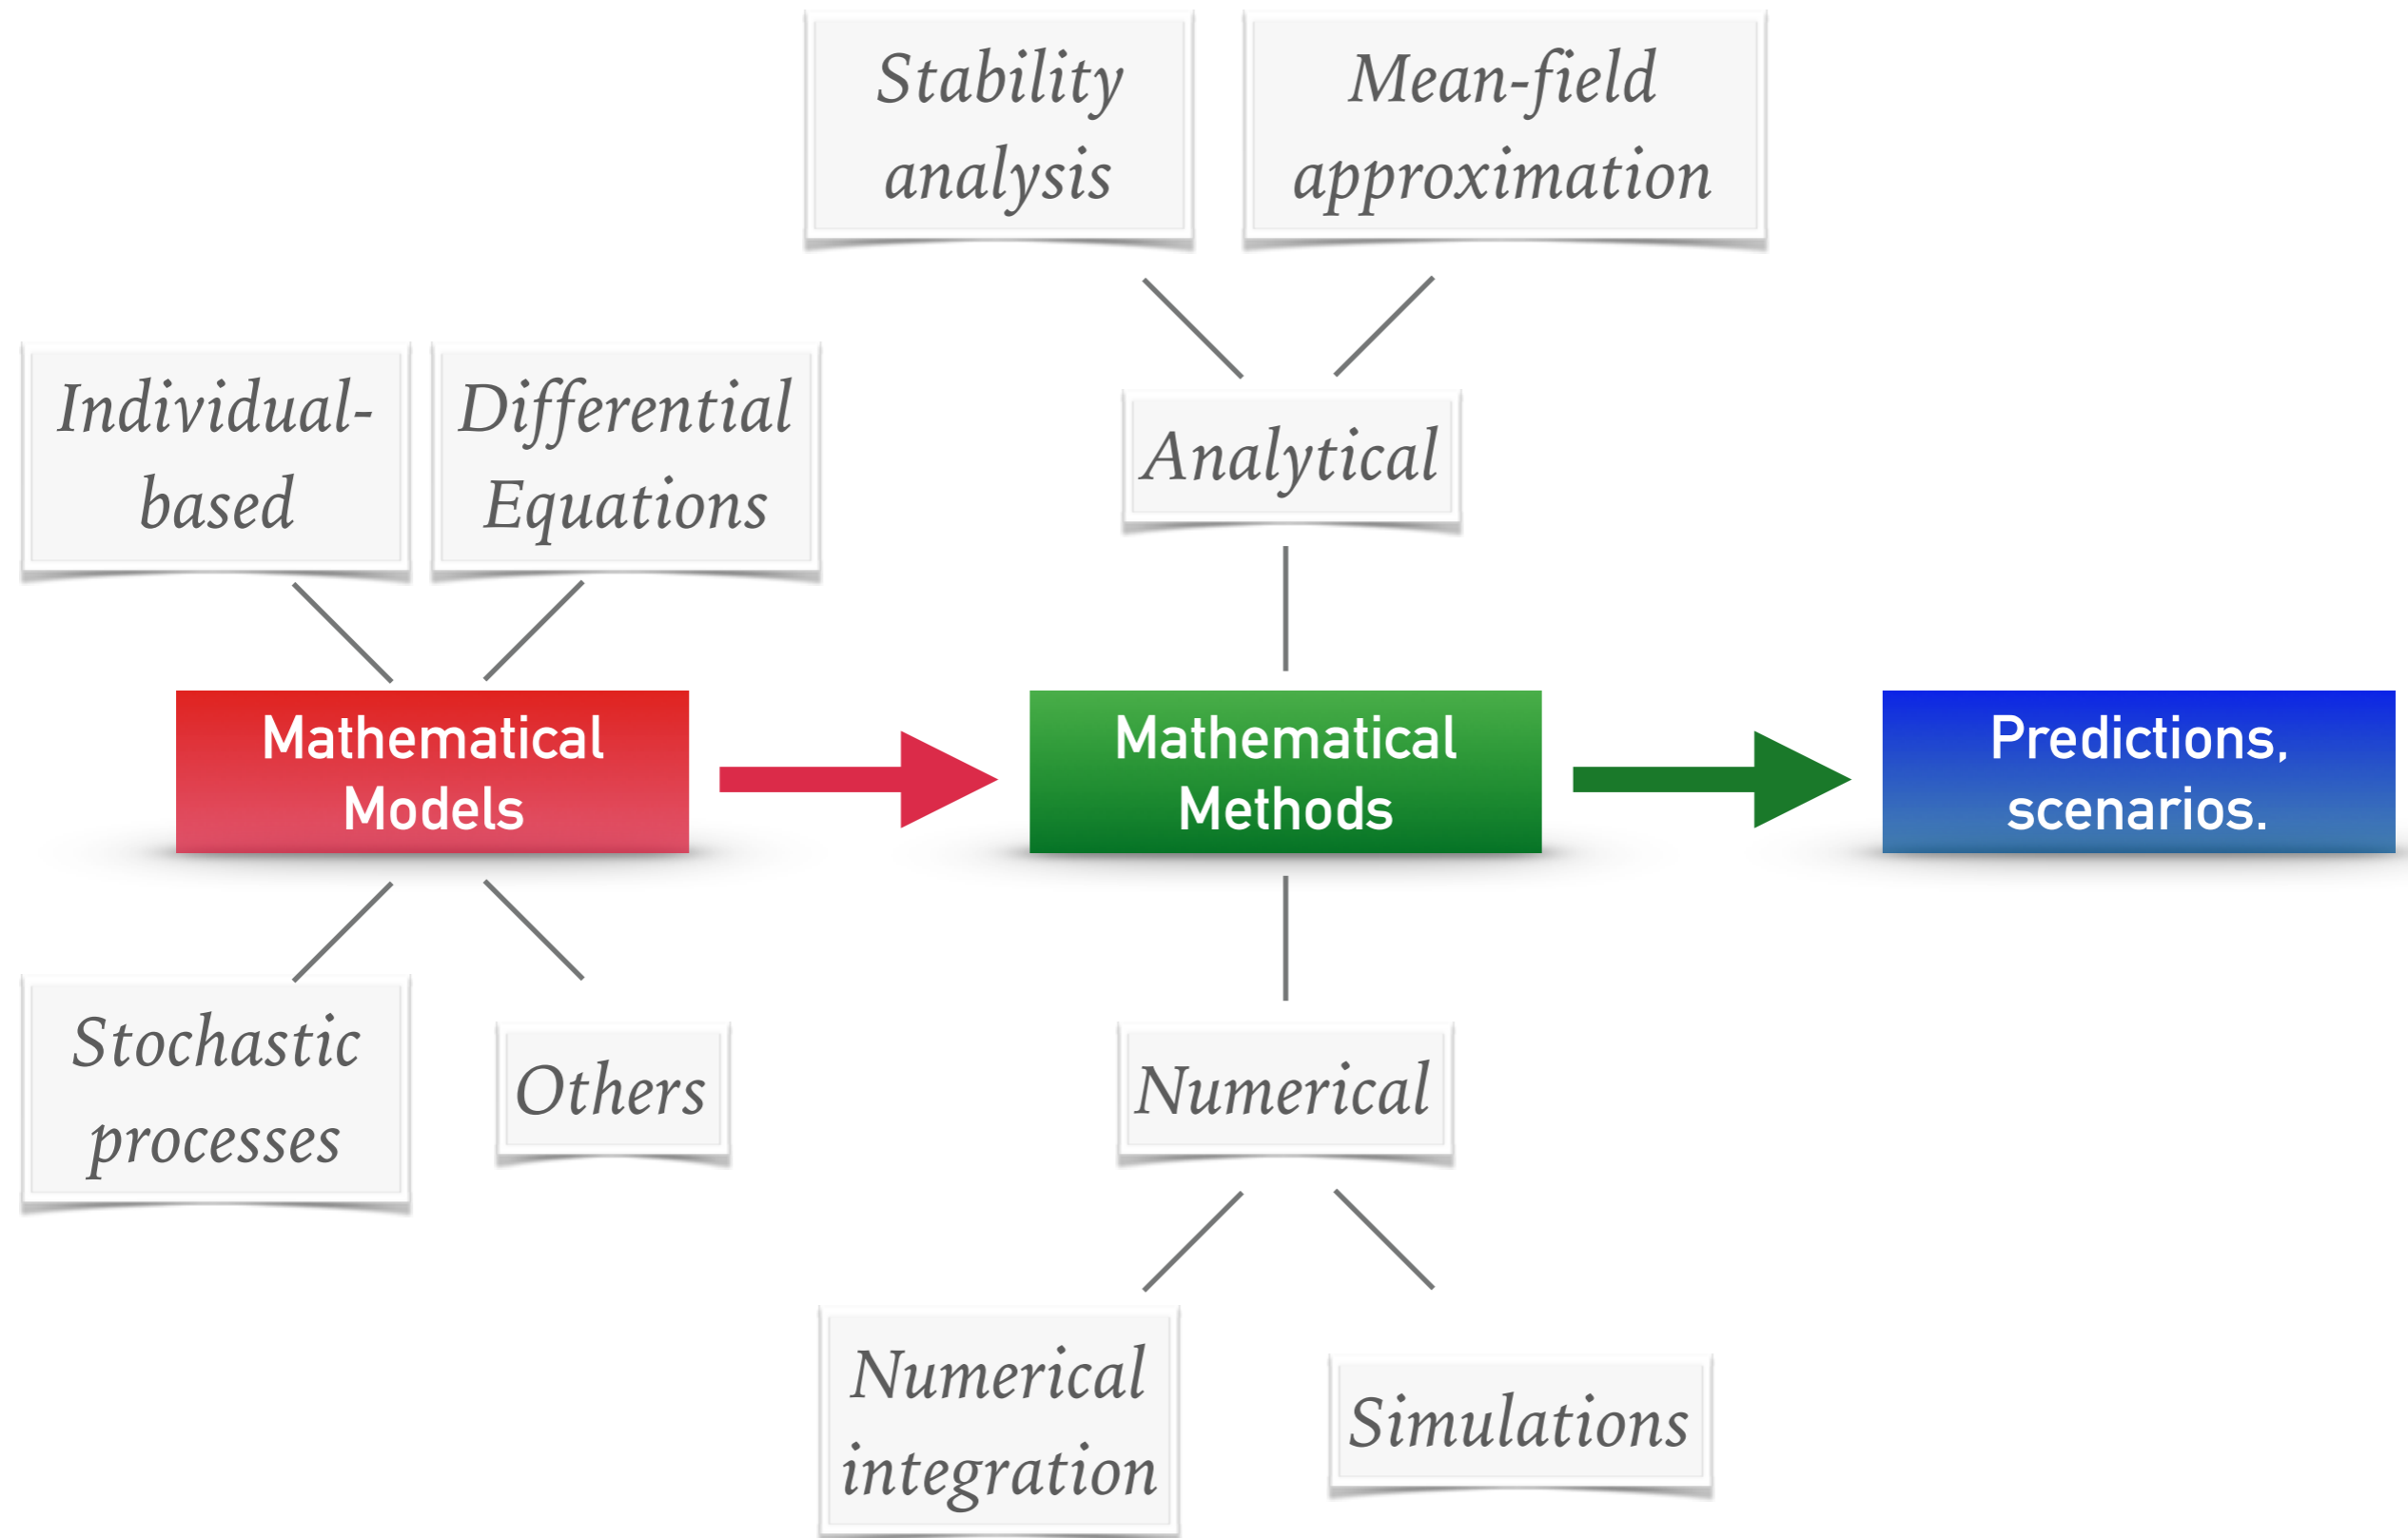 Stability
analysis
Mean-field
approximation
Individual-
based
Differential
Equations
Analytical
Mathematical
Models
Mathematical
Methods
Predictions,
scenarios.
Stochastic
processes
Others
Numerical
Numerical
integration
Simulations